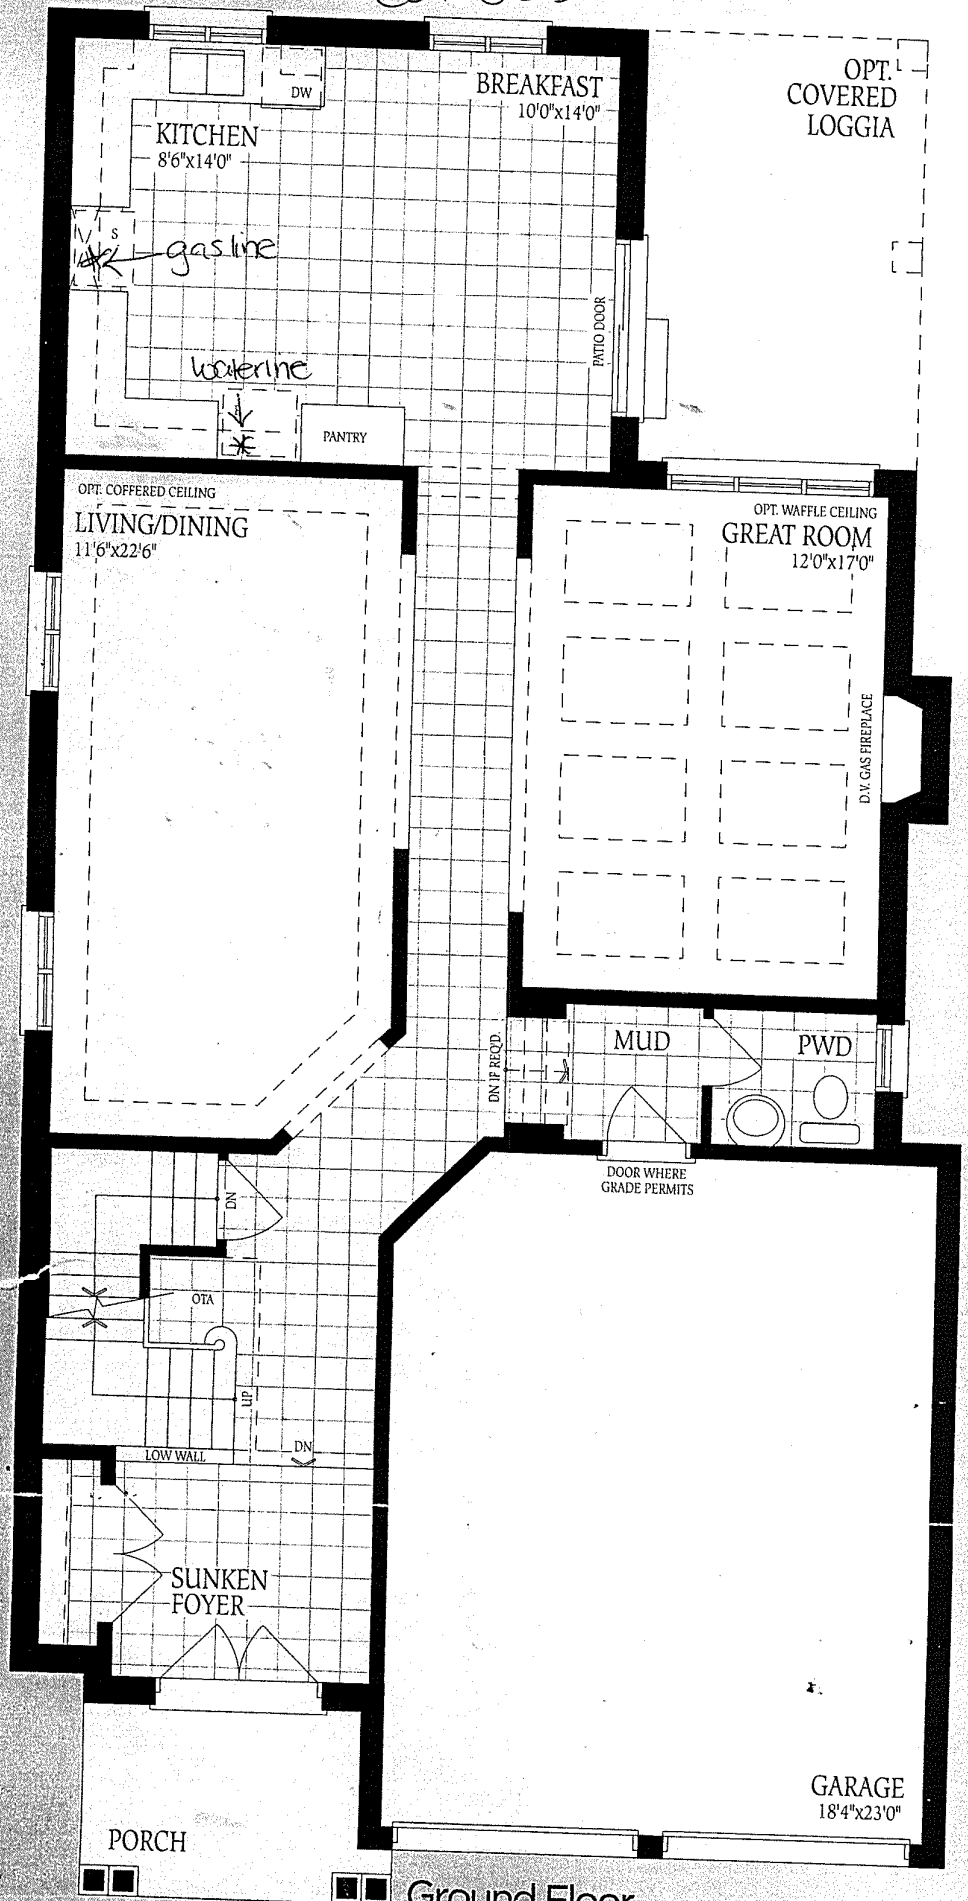 OPT.
COVERED
LOGGIA
BREAKFAST
10'0"x14'0"
DW
KITCHEN
8'6"x14'0"
S
gasline
PATIO DOOR
waterline
PANTRY
OPT. COFFERED CEILING
LIVING/DINING
11'6"x22'6"
OPT. WAFFLE CEILING
GREAT ROOM
12'0"x17'0"
D.V. GAS FIREPLACE
DN IF REQ'D.
MUD
PWD
DOOR WHERE
GRADE PERMITS
DN
OTA
UP
LOW WALL
DN
SUNKEN
FOYER
GARAGE
18'4"x23'0"
PORCH
Ground Floor